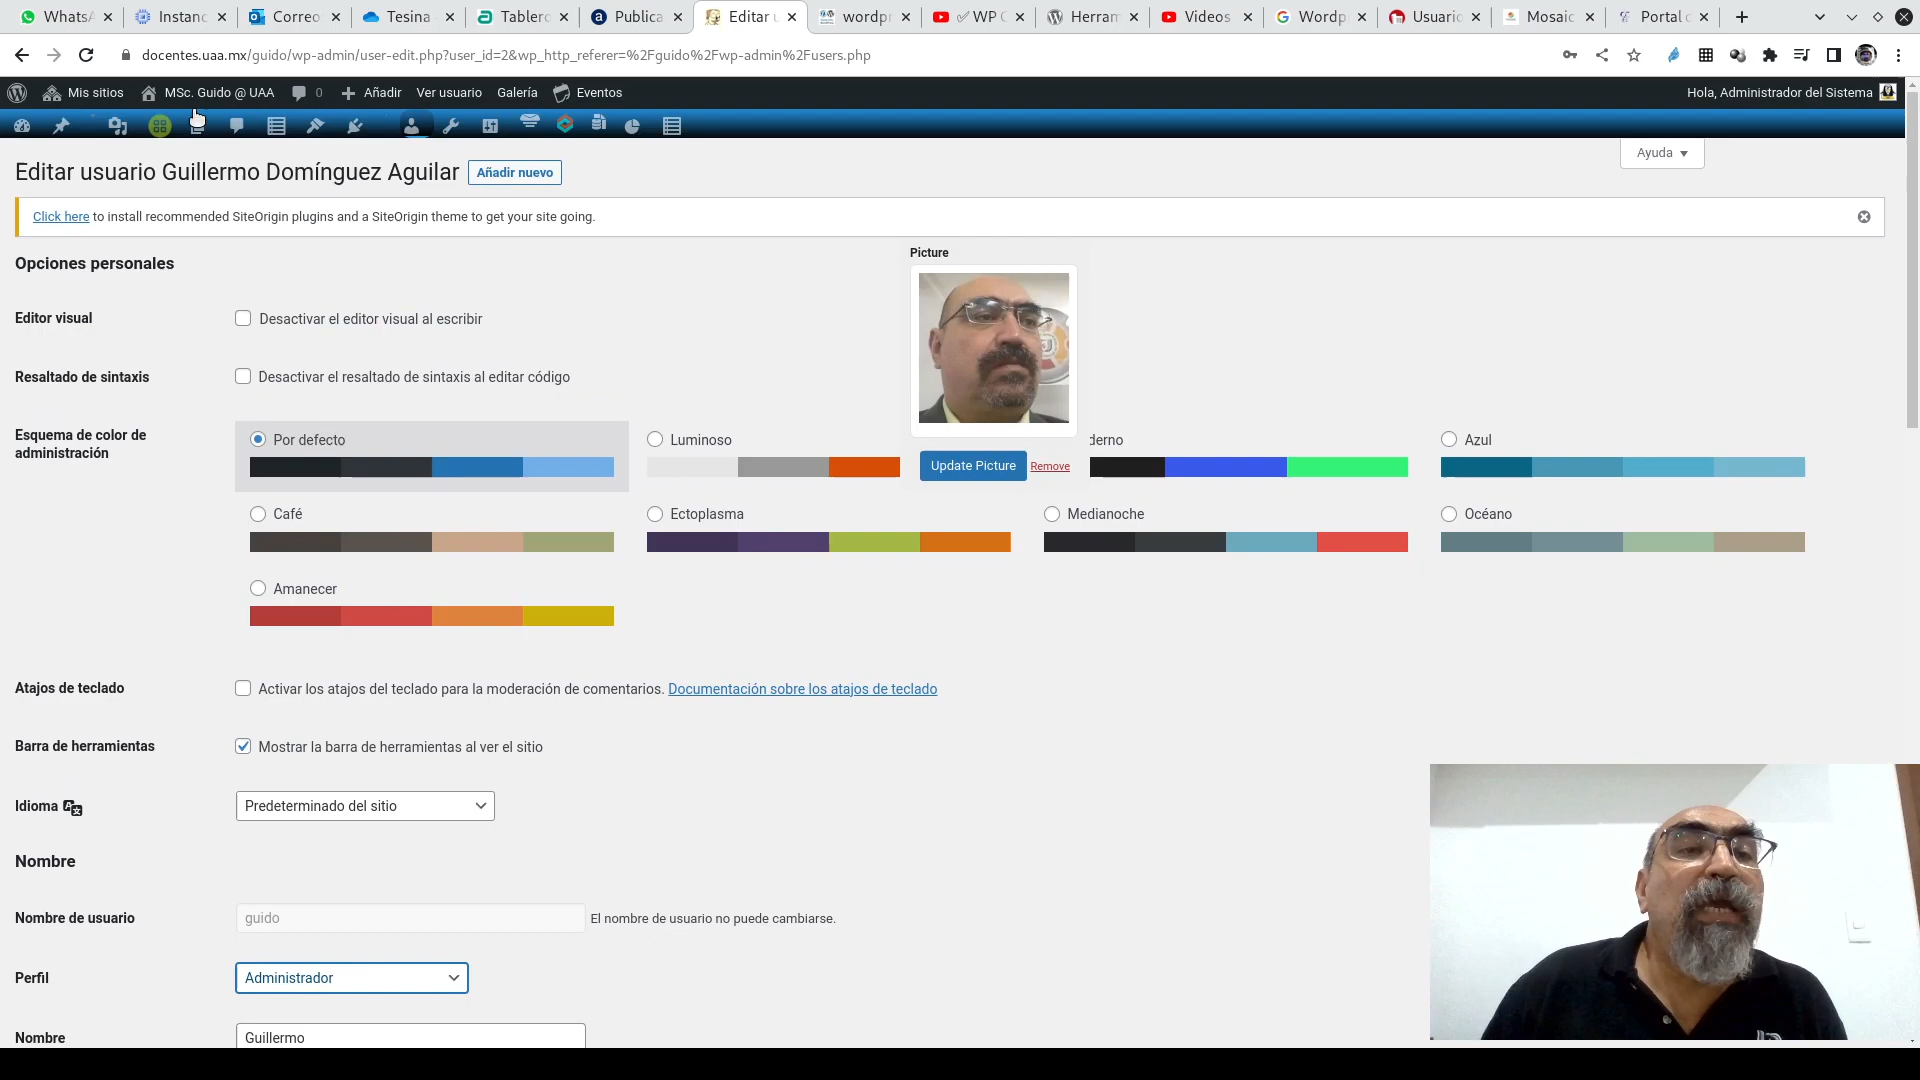 WhatsA
Instanc
Correo
Tesina
Tablero
Publica
Editar u
wordpr
WP C
Herram
Videos
Wordp
Usuario
Mosaic
Portal c
docentes.uaa.mx/guido/wp-admin/user-edit.php?user_id=2&wp_http_referer=%2Fguido%2Fwp-admin%2Fusers.php
Mis sitios
MSc. Guido @ UAA
0
Añadir
Ver usuario
Galería
Eventos
Hola, Administrador del Sistema
Ayuda
Editar usuario Guillermo Domínguez Aguilar
Añadir nuevo
Click here to install recommended SiteOrigin plugins and a SiteOrigin theme to get your site going.
Picture
Opciones personales
Editor visual
Desactivar el editor visual al escribir
Resaltado de sintaxis
Desactivar el resaltado de sintaxis al editar código
Esquema de color de
administración
Por defecto
Luminoso
derno
Azul
Update Picture
Remove
Café
Ectoplasma
Medianoche
Océano
Amanecer
Atajos de teclado
Activar los atajos del teclado para la moderación de comentarios. Documentación sobre los atajos de teclado
Barra de herramientas
Mostrar la barra de herramientas al ver el sitio
Idioma
Predeterminado del sitio
Nombre
Nombre de usuario
guido
El nombre de usuario no puede cambiarse.
Perfil
Administrador
Nombre
Guillermo